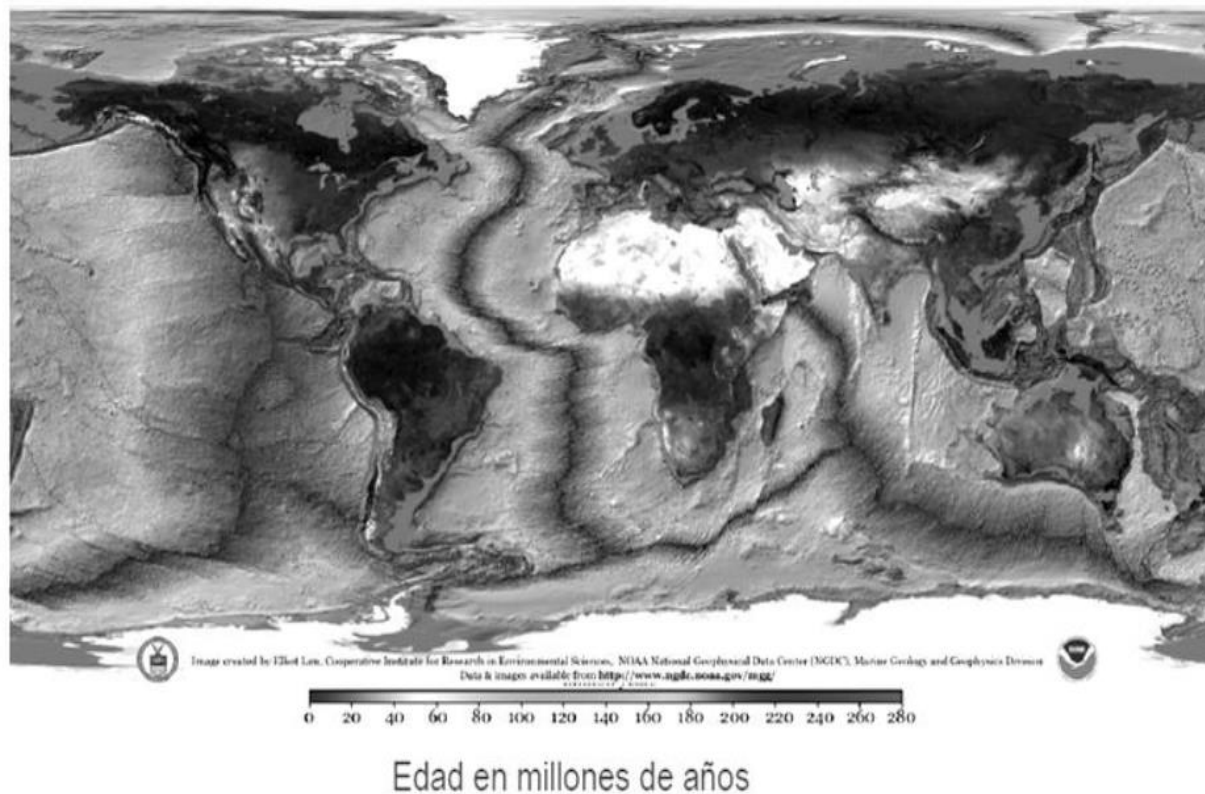 Image created by Elliot Lim, Cooperative Institute for Research in Environmental Sciences, NOAA National Geophysical Data Center (NGDC), Marine Geology and Geophysics Division
Data & images available from http://www.ngdc.noaa.gov/mgg/
0 20 40 60 80 100 120 140 160 180 200 220 240 260 280
Edad en millones de años